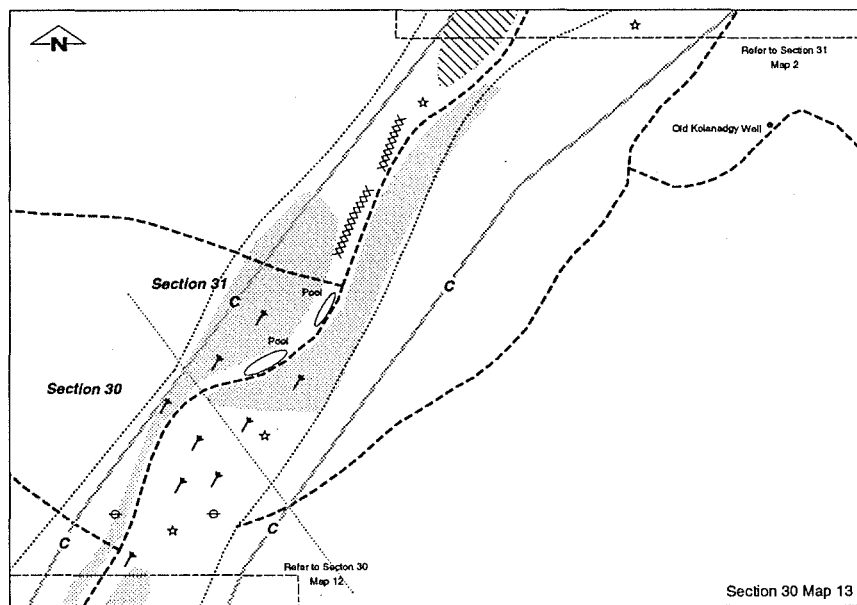 N
Refer to Section 31
Map 2
Old Kolanadgy Well
Section 31
C
Pool
C
Pool
Section 30
C
C
Refer to Secton 30
Map 12
Section 30 Map 13